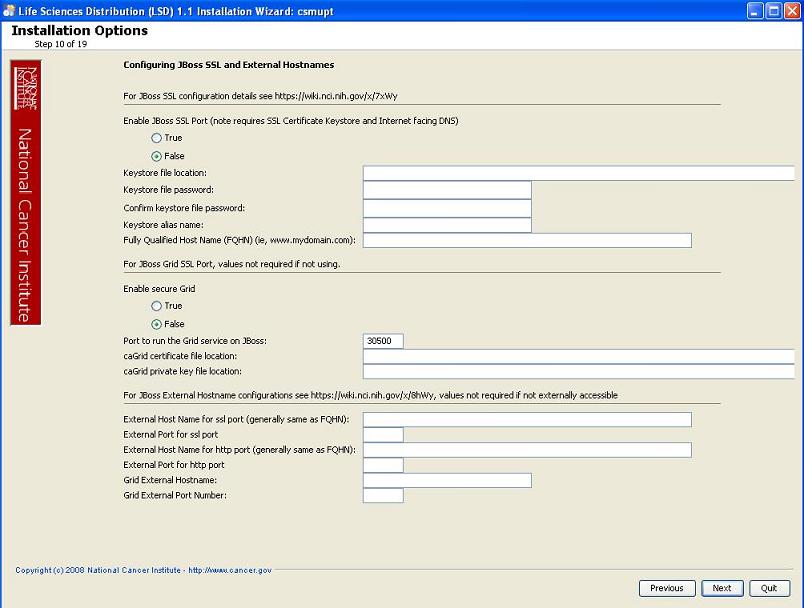 Life Sciences Distribution (LSD) 1.1 Installation Wizard: csmupt
Installation Options
Step 10 of 19
NATIONAL CANCER INSTITUTE
National Cancer Institute
Configuring JBoss SSL and External Hostnames
For JBoss SSL configuration details see https://wiki.nci.nih.gov/x/7xWy
Enable JBoss SSL Port (note requires SSL Certificate Keystore and Internet facing DNS)
True
False
Keystore file location:
Keystore file password:
Confirm keystore file password:
Keystore alias name:
Fully Qualified Host Name (FQHN) (ie, www.mydomain.com):
For JBoss Grid SSL Port, values not required if not using.
Enable secure Grid
True
False
Port to run the Grid service on JBoss: 30500
caGrid certificate file location:
caGrid private key file location:
For JBoss External Hostname configurations see https://wiki.nci.nih.gov/x/8hWy, values not required if not externally accessible
External Host Name for ssl port (generally same as FQHN):
External Port for ssl port
External Host Name for http port (generally same as FQHN):
External Port for http port
Grid External Hostname:
Grid External Port Number:
Copyright (c) 2008 National Cancer Institute - http://www.cancer.gov
Previous Next Quit